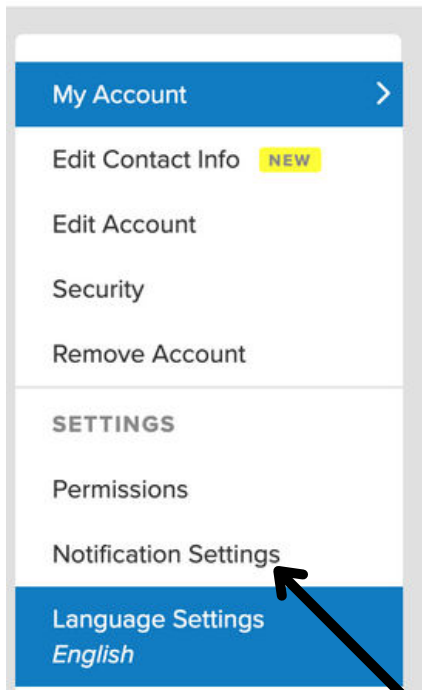 My Account
Edit Contact Info NEW
Edit Account
Security
Remove Account
SETTINGS
Permissions
Notification Settings
Language Settings
English